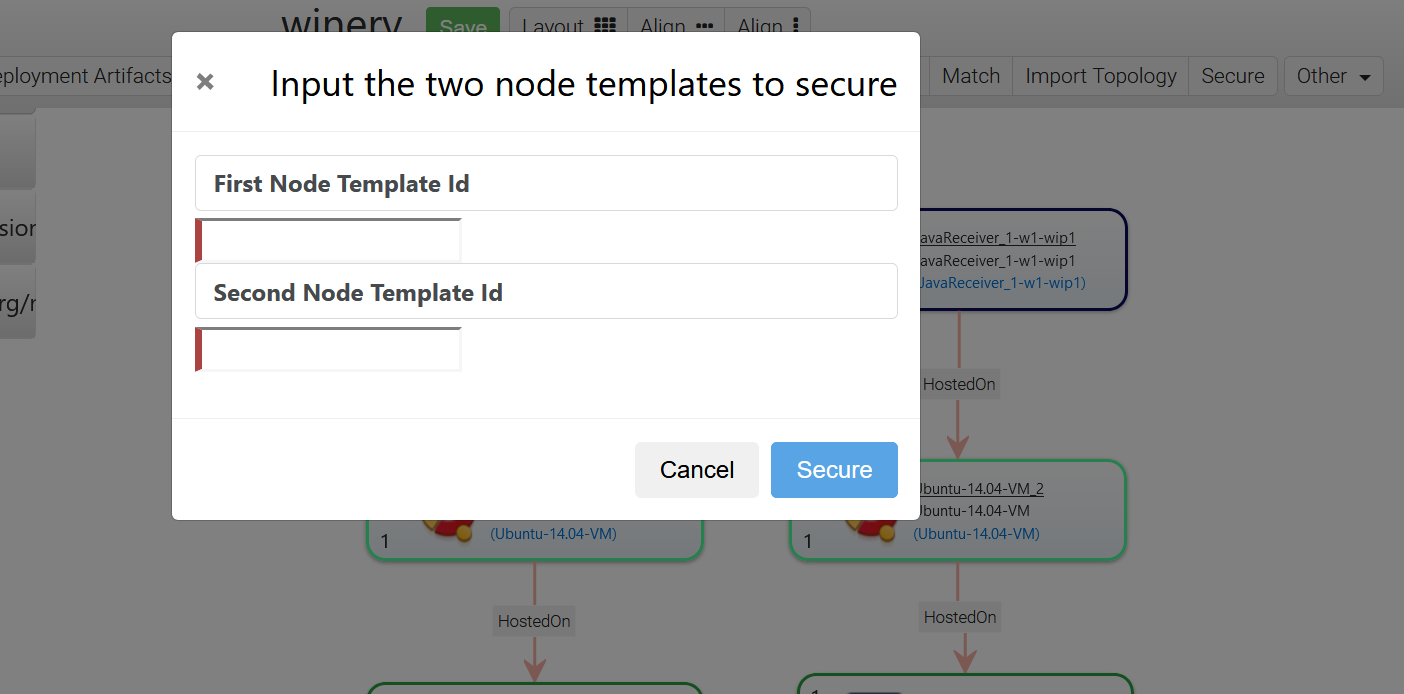 winery Save Layout Align Align
eployment Artifacts Match Import Topology Secure Other
× Input the two node templates to secure
First Node Template Id
Second Node Template Id
Cancel Secure
sion
rg/r
avaReceiver_1-w1-wip1
avaReceiver_1-w1-wip1
JavaReceiver_1-w1-wip1)
HostedOn
Ubuntu-14.04-VM_2
Ubuntu-14.04-VM
1 (Ubuntu-14.04-VM)
1 (Ubuntu-14.04-VM)
HostedOn
HostedOn
1